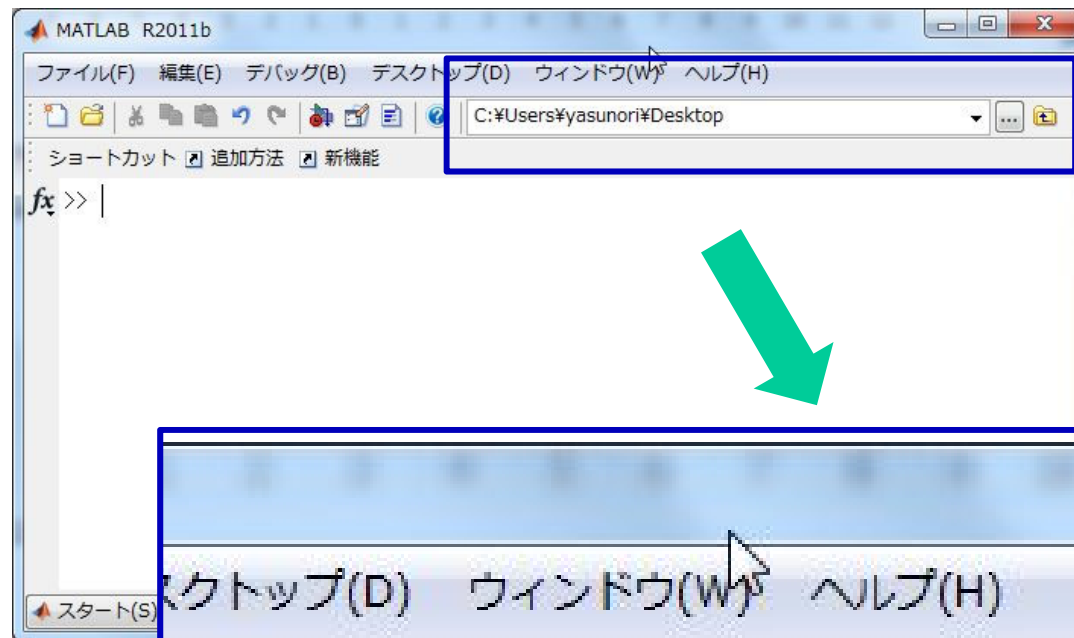 MATLAB R2011b
ファイル(F) 編集(E) デバッグ(B) デスクトップ(D) ウィンドウ(W) ヘルプ(H)
C:¥Users¥yasunori¥Desktop
ショートカット 追加方法 新機能
fx >>
スタート(S)
クトップ(D) ウィンドウ(W) ヘルプ(H)